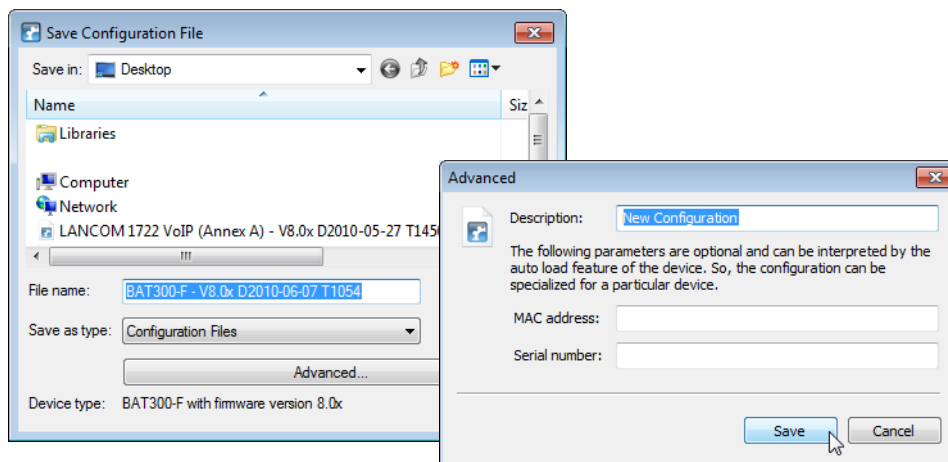 Save Configuration File
Save in: Desktop
Name Siz
Libraries
Computer
Network
LANCOM 1722 VoIP (Annex A) - V8.0x D2010-05-27 T145
File name: BAT300-F - V8.0x D2010-06-07 T1054
Save as type: Configuration Files
Advanced...
Device type: BAT300-F with firmware version 8.0x
Advanced
Description: New Configuration
The following parameters are optional and can be interpreted by the
auto load feature of the device. So, the configuration can be
specialized for a particular device.
MAC address:
Serial number:
Save Cancel